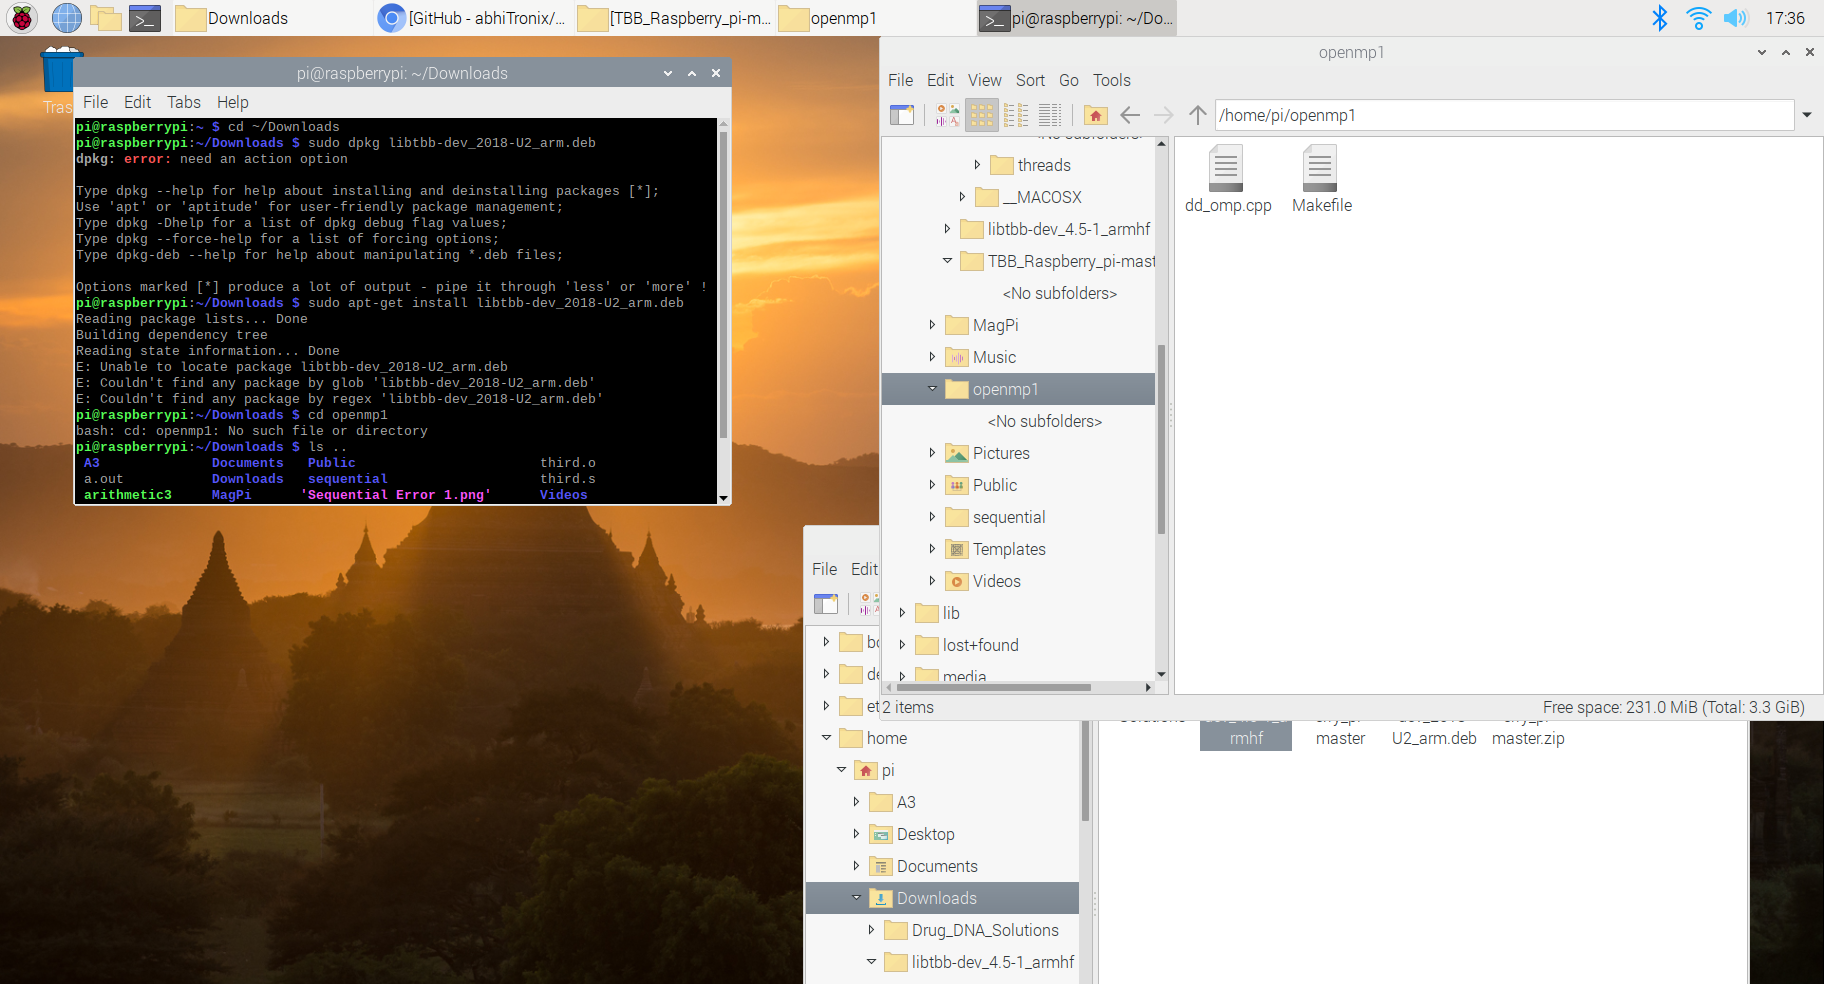 Downloads
[GitHub - abhiTronix/...
[TBB_Raspberry_pi-m...
openmp1
pi@raspberrypi: ~/Do...
17:36
Tras
pi@raspberrypi: ~/Downloads
File Edit Tabs Help
pi@raspberrypi:~ $ cd ~/Downloads
pi@raspberrypi:~/Downloads $ sudo dpkg libtbb-dev_2018-U2_arm.deb
dpkg: error: need an action option
Type dpkg --help for help about installing and deinstalling packages [*];
Use 'apt' or 'aptitude' for user-friendly package management;
Type dpkg -Dhelp for a list of dpkg debug flag values;
Type dpkg --force-help for a list of forcing options;
Type dpkg-deb --help for help about manipulating *.deb files;
Options marked [*] produce a lot of output - pipe it through 'less' or 'more' !
pi@raspberrypi:~/Downloads $ sudo apt-get install libtbb-dev_2018-U2_arm.deb
Reading package lists... Done
Building dependency tree
Reading state information... Done
E: Unable to locate package libtbb-dev_2018-U2_arm.deb
E: Couldn't find any package by glob 'libtbb-dev_2018-U2_arm.deb'
E: Couldn't find any package by regex 'libtbb-dev_2018-U2_arm.deb'
pi@raspberrypi:~/Downloads $ cd openmp1
bash: cd: openmp1: No such file or directory
pi@raspberrypi:~/Downloads $ ls ..
A3 Documents Public third.o
a.out Downloads sequential third.s
arithmetic3 MagPi 'Sequential Error 1.png' Videos
openmp1
File Edit View Sort Go Tools
/home/pi/openmp1
<No subfolders>
threads
__MACOSX
libtbb-dev_4.5-1_armhf
TBB_Raspberry_pi-mast
<No subfolders>
MagPi
Music
openmp1
<No subfolders>
Pictures
Public
sequential
Templates
Videos
lib
lost+found
media
dd_omp.cpp
Makefile
2 items
Free space: 231.0 MiB (Total: 3.3 GiB)
File Edit
bo
de
et
home
pi
A3
Desktop
Documents
Downloads
Drug_DNA_Solutions
libtbb-dev_4.5-1_armhf
rmhf
master
U2_arm.deb
master.zip